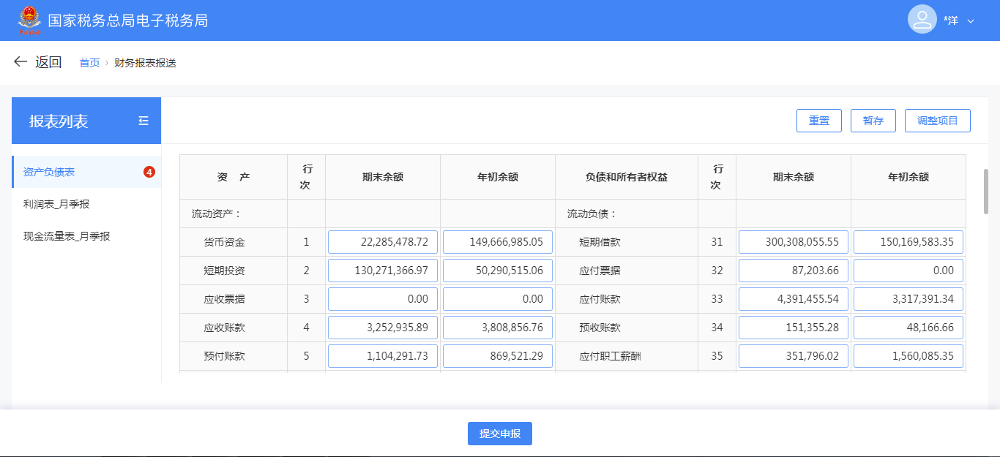 国家税务总局电子税务局
*洋
返回 首页 › 财务报表报送
报表列表
重置 暂存 调整项目
资产负债表 4
利润表_月季报
现金流量表_月季报
资 产 行次 期末余额 年初余额 负债和所有者权益 行次 期末余额 年初余额
流动资产： 流动负债：
货币资金 1 22,285,478.72 149,666,985.05 短期借款 31 300,308,055.55 150,169,583.35
短期投资 2 130,271,366.97 50,290,515.06 应付票据 32 87,203.66 0.00
应收票据 3 0.00 0.00 应付账款 33 4,391,455.54 3,317,391.34
应收账款 4 3,252,935.89 3,808,856.76 预收账款 34 151,355.28 48,166.66
预付账款 5 1,104,291.73 869,521.29 应付职工薪酬 35 351,796.02 1,560,085.35
提交申报